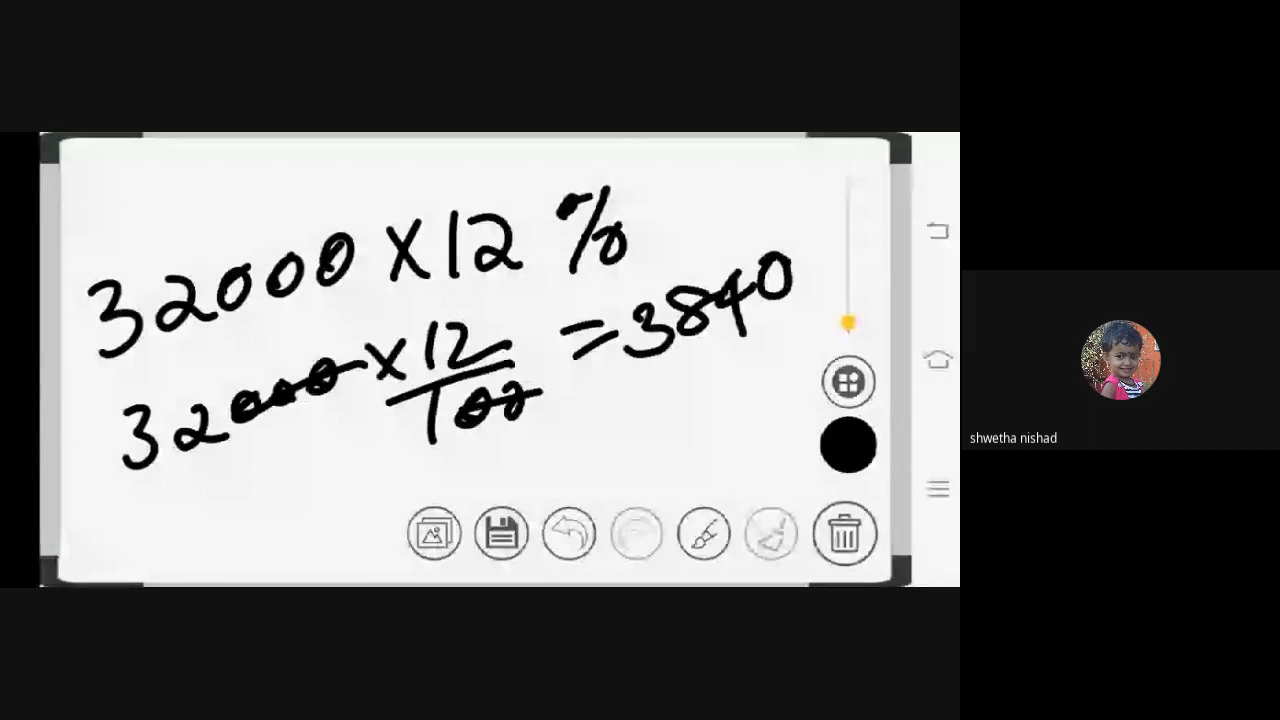 32000 X 12 %
32000 X 12 = 3840
100
shwetha nishad